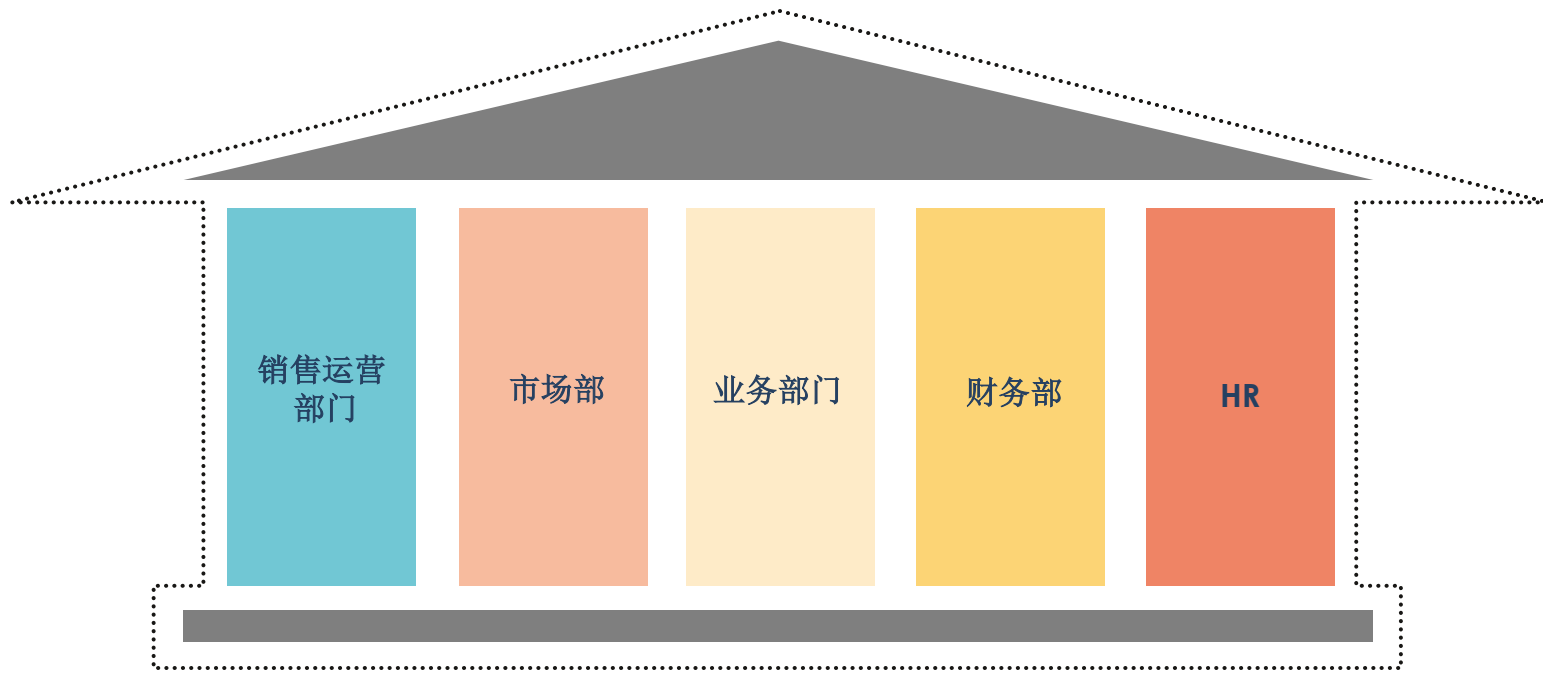 销售运营
部门
市场部
业务部门
财务部
HR